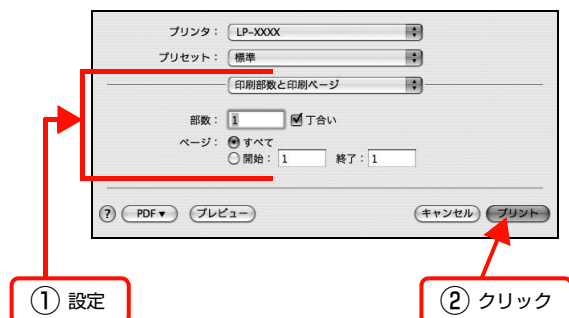 プリンタ： LP-XXXX
プリセット： 標準
印刷部数と印刷ページ
部数： 1 丁合い
ページ： すべて
開始： 1 終了： 1
? PDF▼ プレビュー キャンセル プリント
① 設定 ② クリック